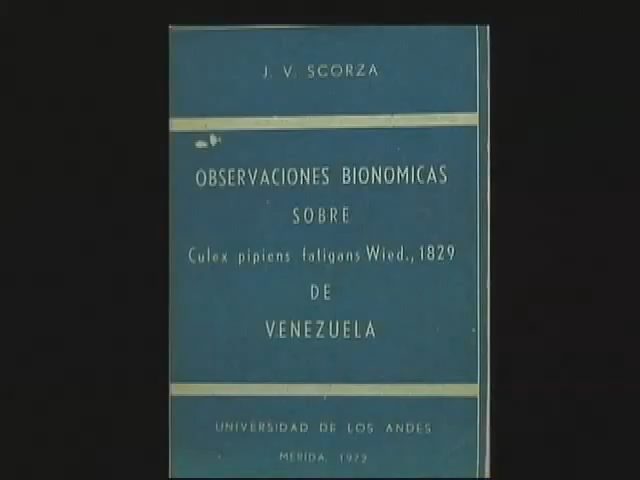 J. V. SCORZA
OBSERVACIONES BIONOMICAS
SOBRE
Culex pipiens fatigans Wied., 1829
DE
VENEZUELA
UNIVERSIDAD DE LOS ANDES
MERIDA, 1972